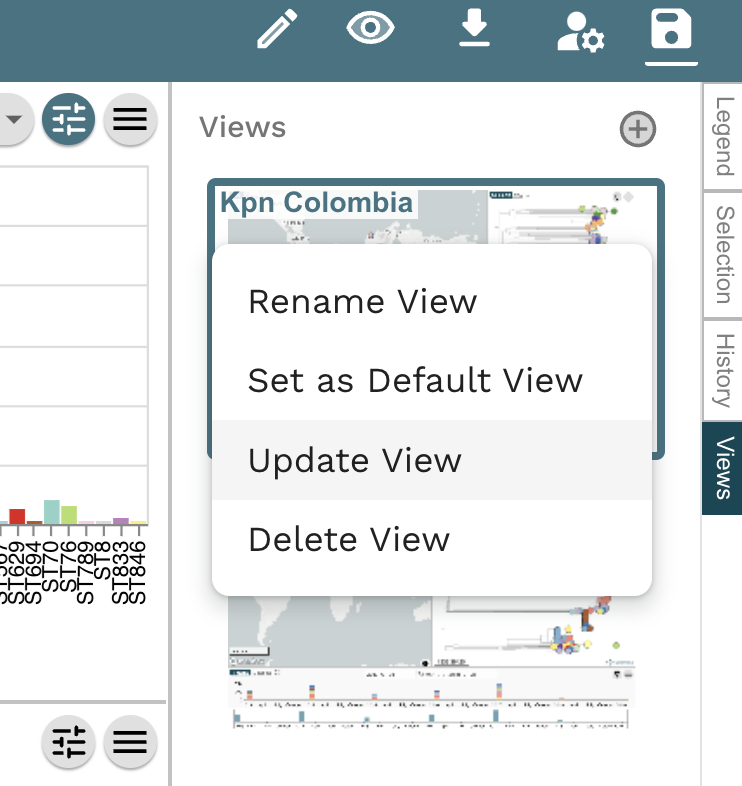 Views
Kpn Colombia
Rename View
Set as Default View
Update View
Delete View
Legend
Selection
History
Views
ST629
ST694
ST70
ST76
ST789
ST8
ST833
ST846